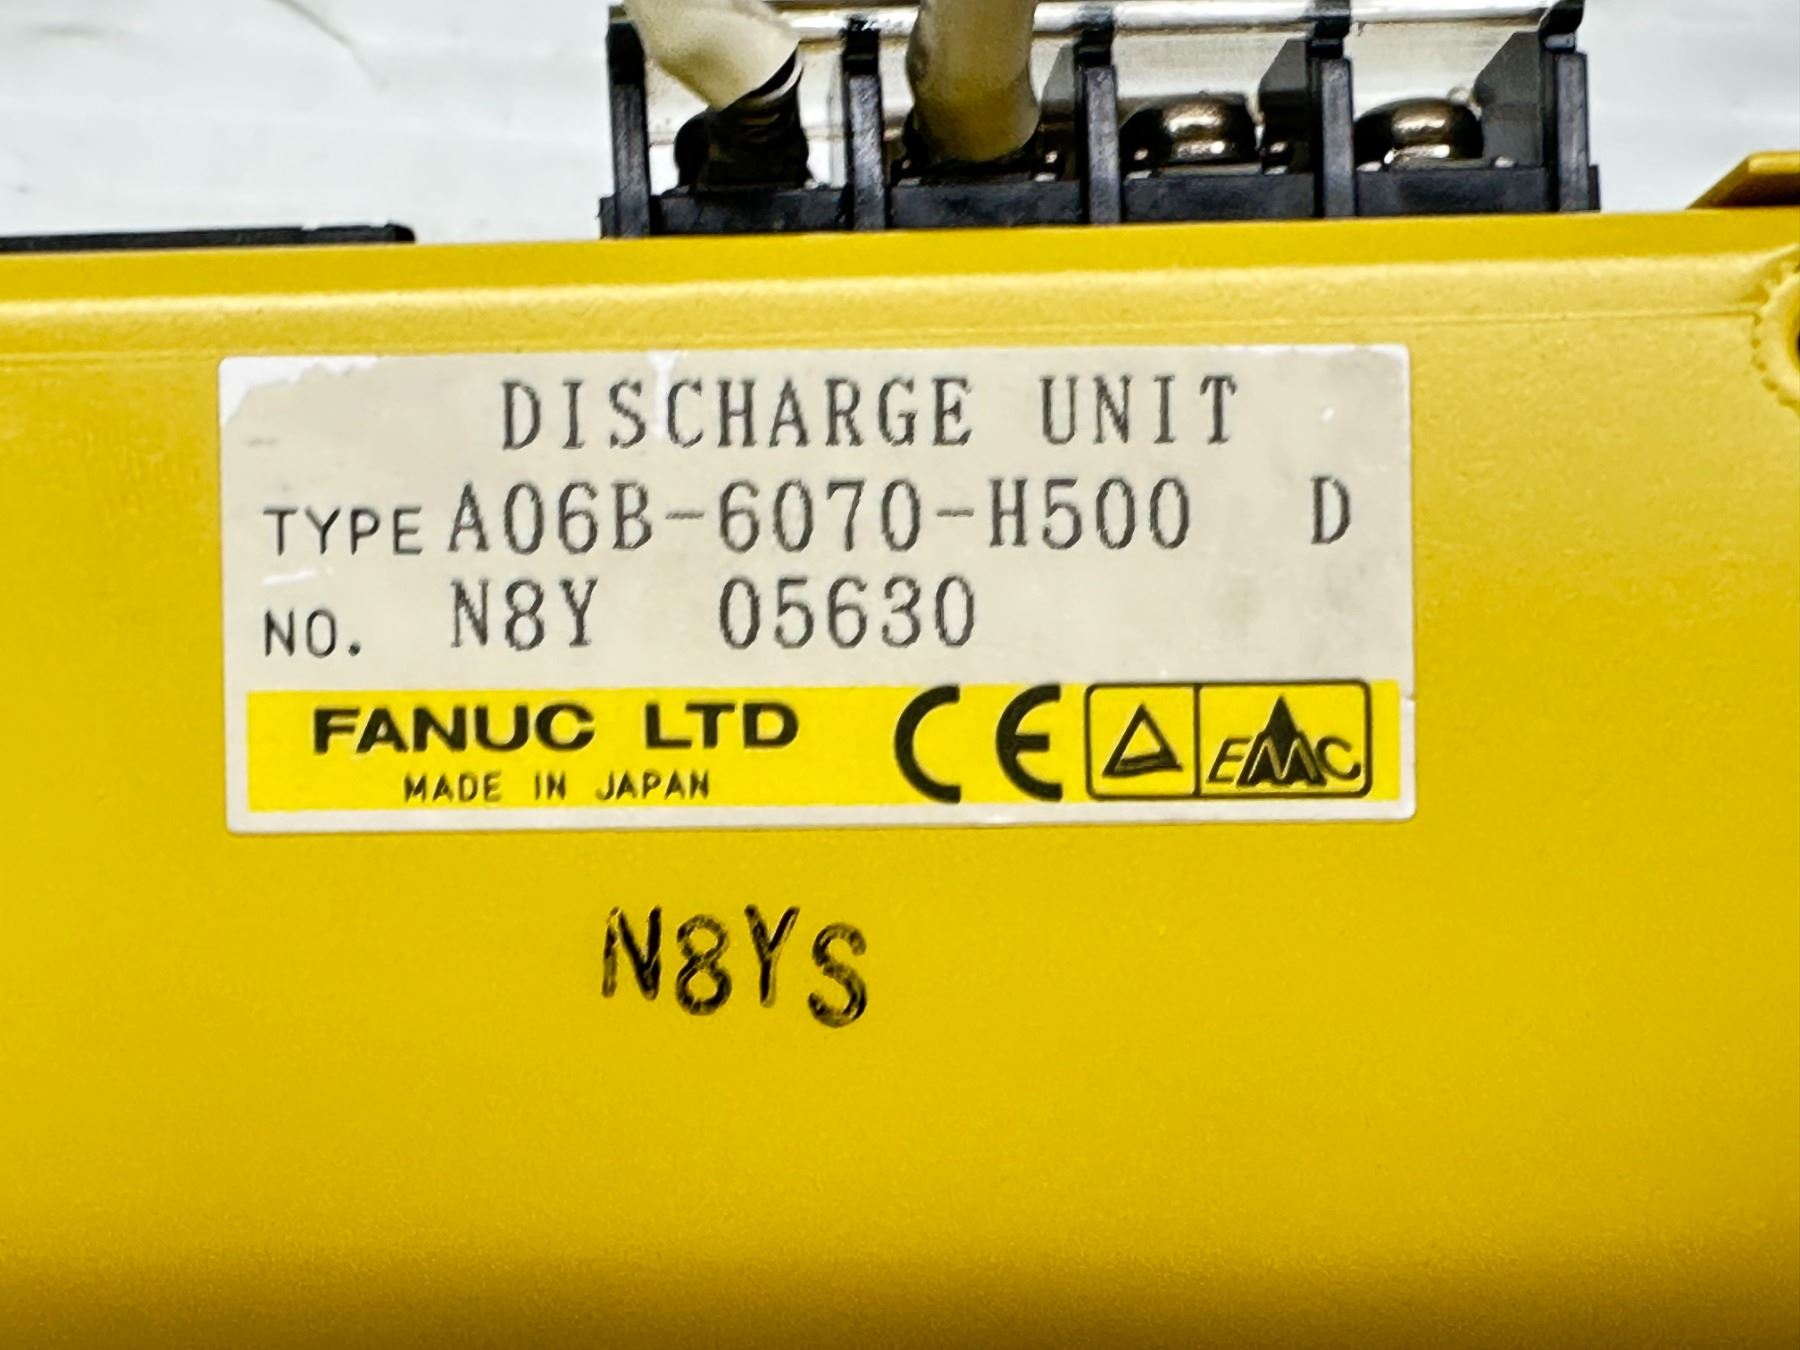 DISCHARGE UNIT
TYPE A06B-6070-H500 D
NO. N8Y 05630
FANUC LTD
MADE IN JAPAN
CE
EMC
N8YS